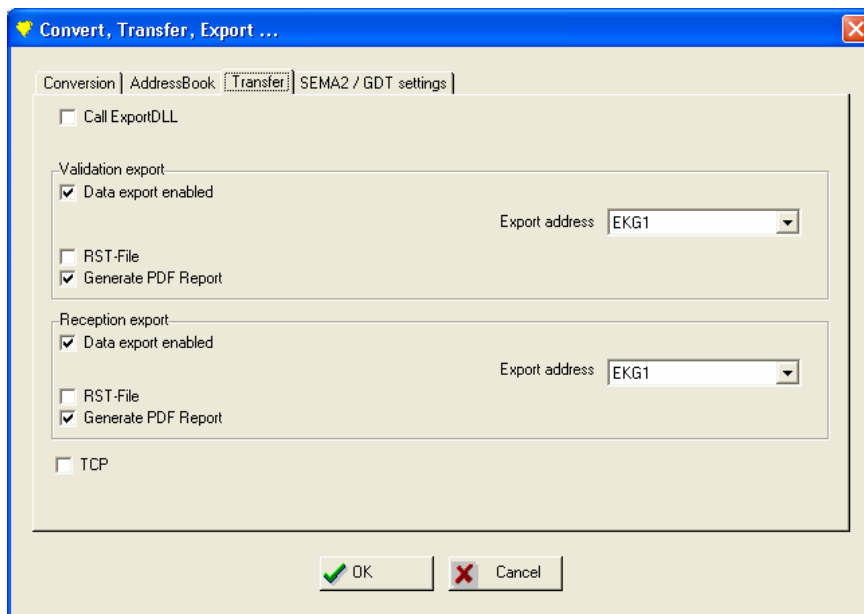 Convert, Transfer, Export ...
Conversion AddressBook Transfer SEMA2 / GDT settings
Call ExportDLL
Validation export
Data export enabled
Export address EKG1
RST-File
Generate PDF Report
Reception export
Data export enabled
Export address EKG1
RST-File
Generate PDF Report
TCP
OK Cancel